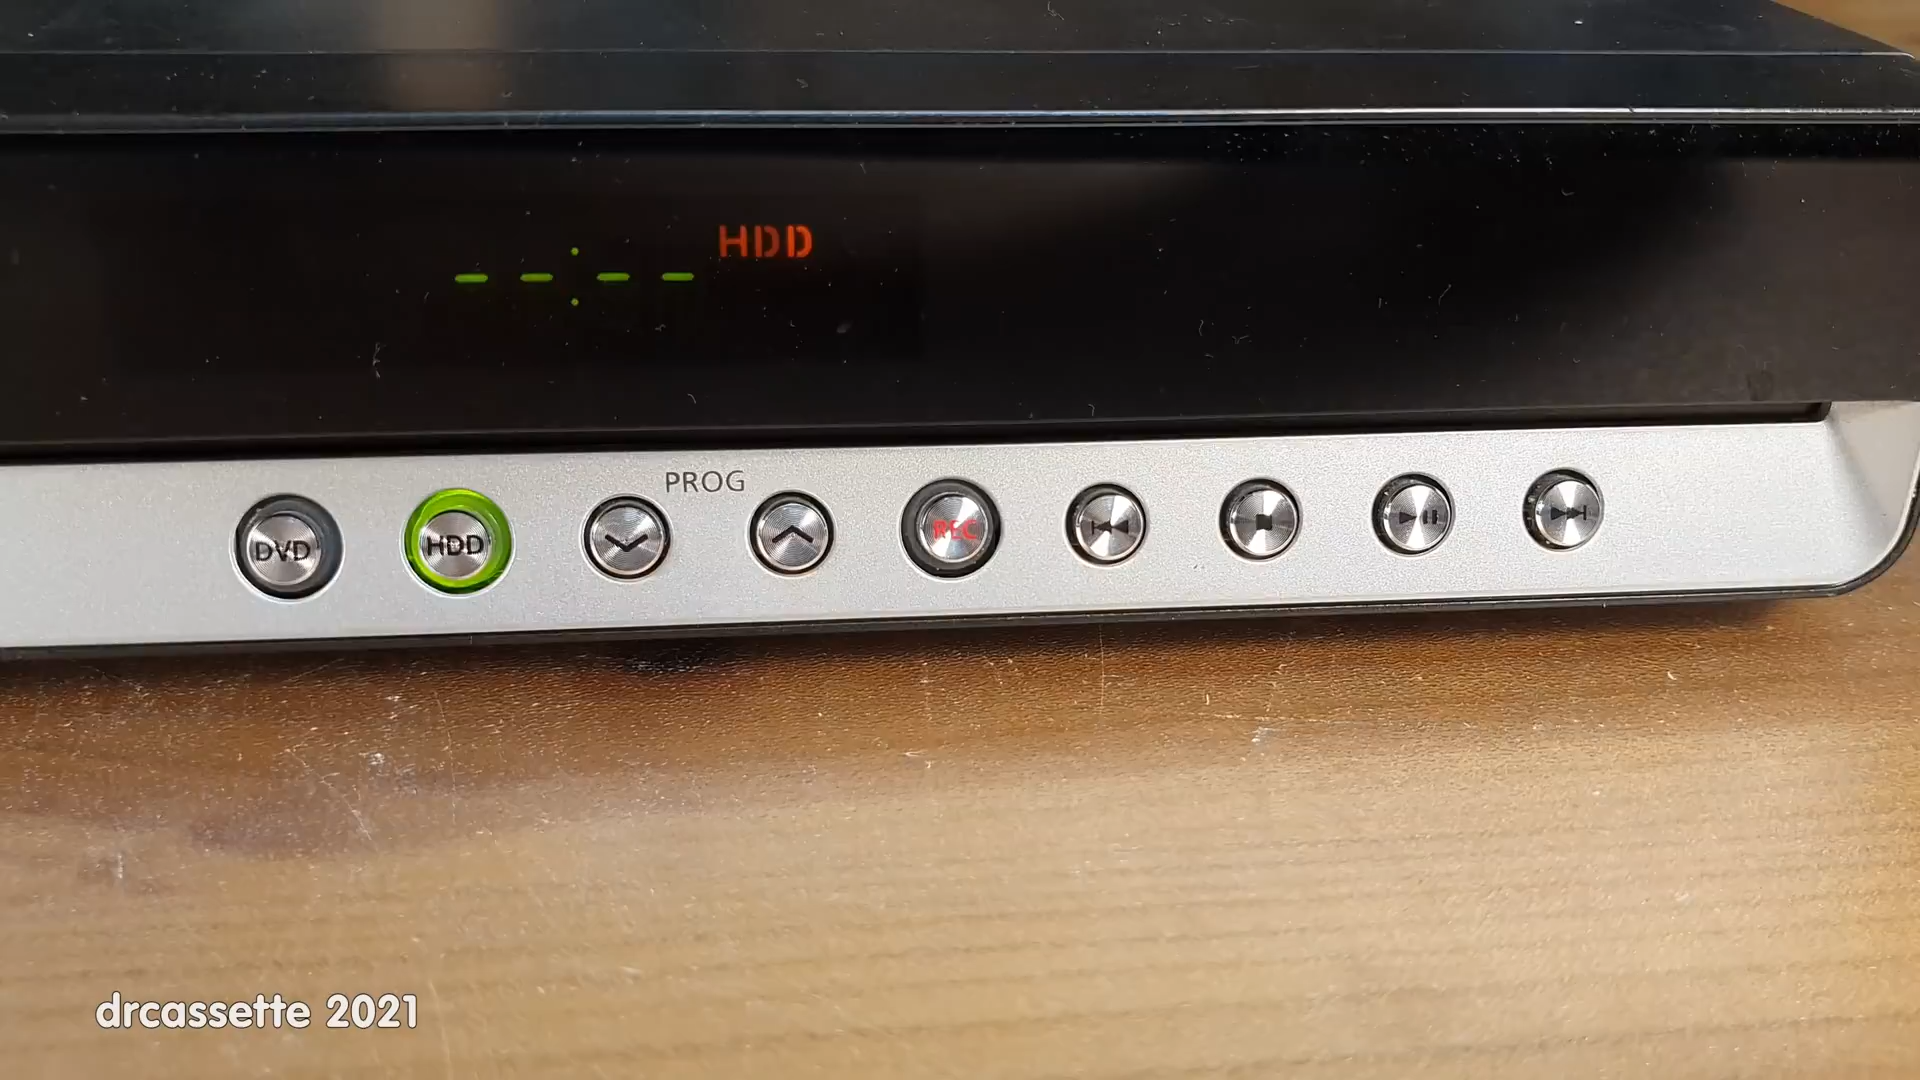 HDD
--:--
DVD
HDD
PROG
REC
drcassette 2021